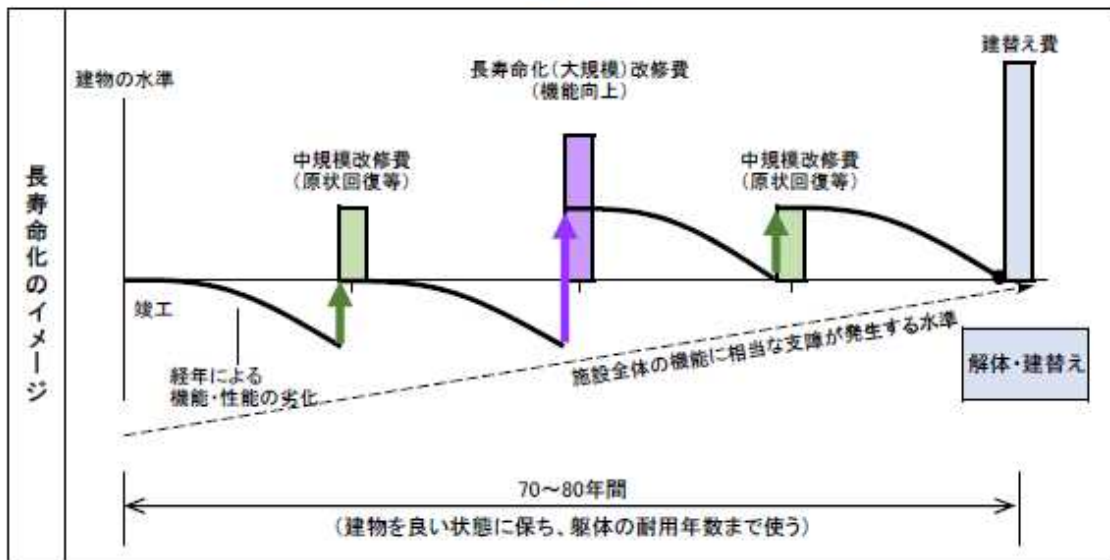 長寿命化のイメージ
建物の水準
長寿命化(大規模)改修費
(機能向上)
建替え費
中規模改修費
(原状回復等)
中規模改修費
(原状回復等)
竣工
経年による
機能・性能の劣化
施設全体の機能に相当な支障が発生する水準
解体・建替え
70～80年間
(建物を良い状態に保ち、躯体の耐用年数まで使う)